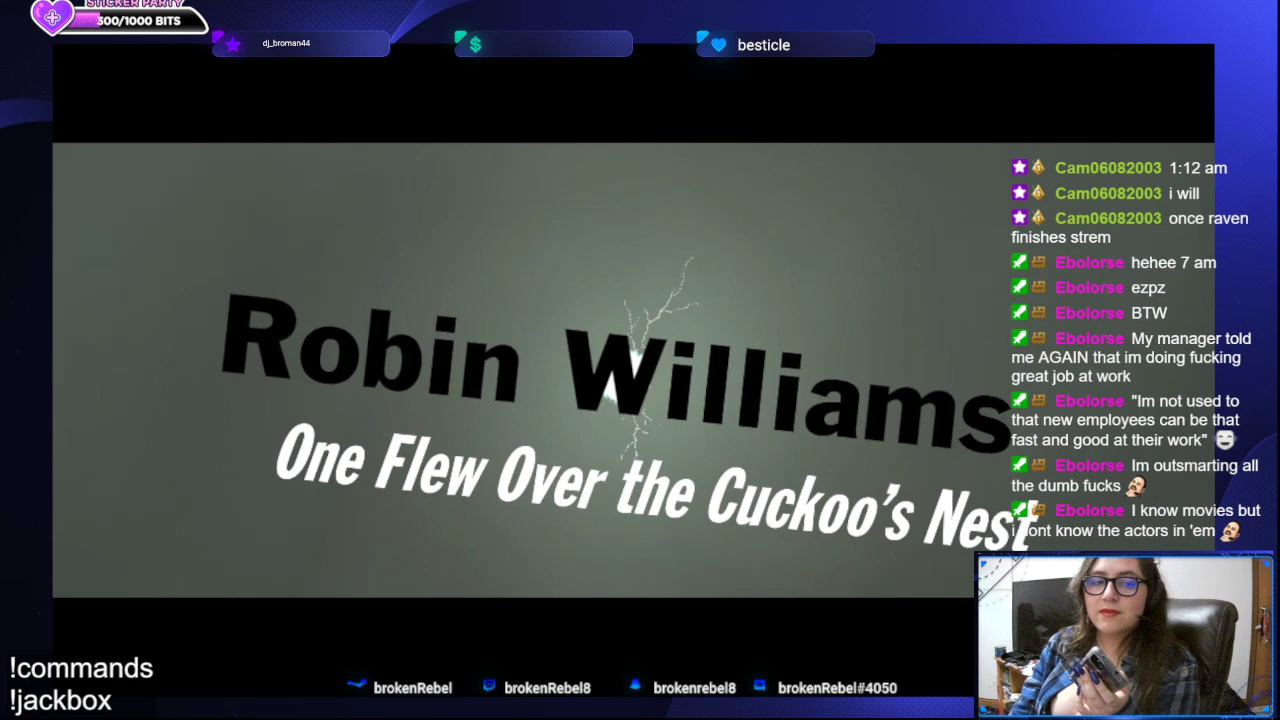 STICKER PARTY
300/1000 BITS
dj_broman44
besticle
Cam06082003 1:12 am
Cam06082003 i will
Cam06082003 once raven
finishes strem
Ebolorse hehee 7 am
Ebolorse ezpz
Ebolorse BTW
Ebolorse My manager told
me AGAIN that im doing fucking
great job at work
Ebolorse "Im not used to
that new employees can be that
fast and good at their work"
Ebolorse Im outsmarting all
the dumb fucks
Ebolorse I know movies but
i dont know the actors in 'em
Robin Williams
One Flew Over the Cuckoo's Nest
!commands
!jackbox
brokenRebel
brokenRebel8
brokenrebel8
brokenRebel#4050